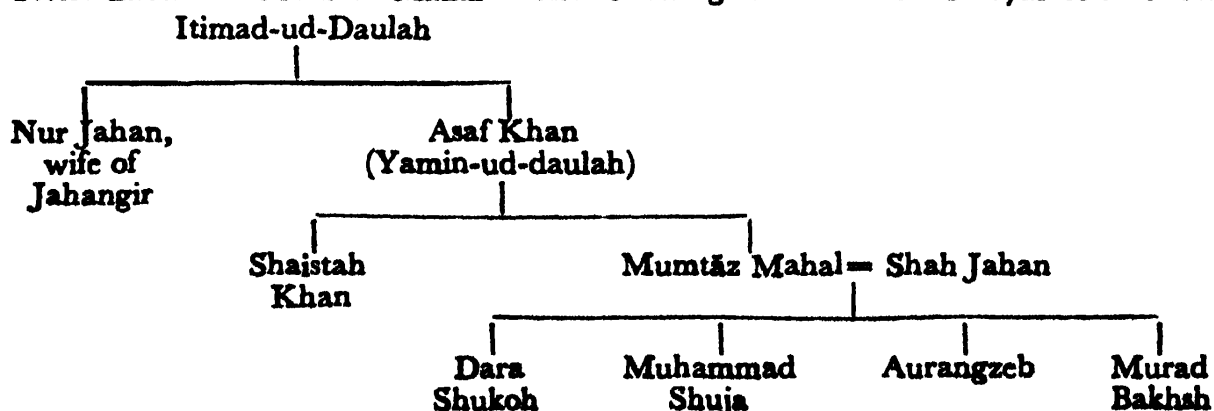 Itimad-ud-Daulah
Nur Jahan,
wife of
Jahangir
Asaf Khan
(Yamin-ud-daulah)
Shaistah
Khan
Mumtāz Mahal = Shah Jahan
Dara
Shukoh
Muhammad
Shuja
Aurangzeb
Murad
Bakhsh